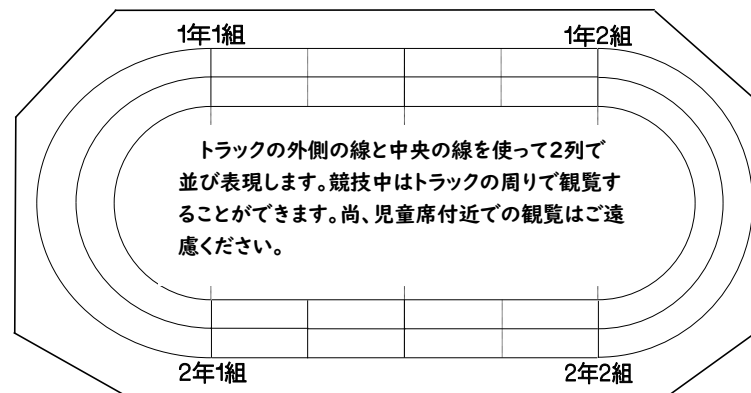 1年1組
1年2組
トラックの外側の線と中央の線を使って2列で
並び表現します。競技中はトラックの周りで観覧す
ることができます。尚、児童席付近での観覧はご遠
慮ください。
2年1組
2年2組